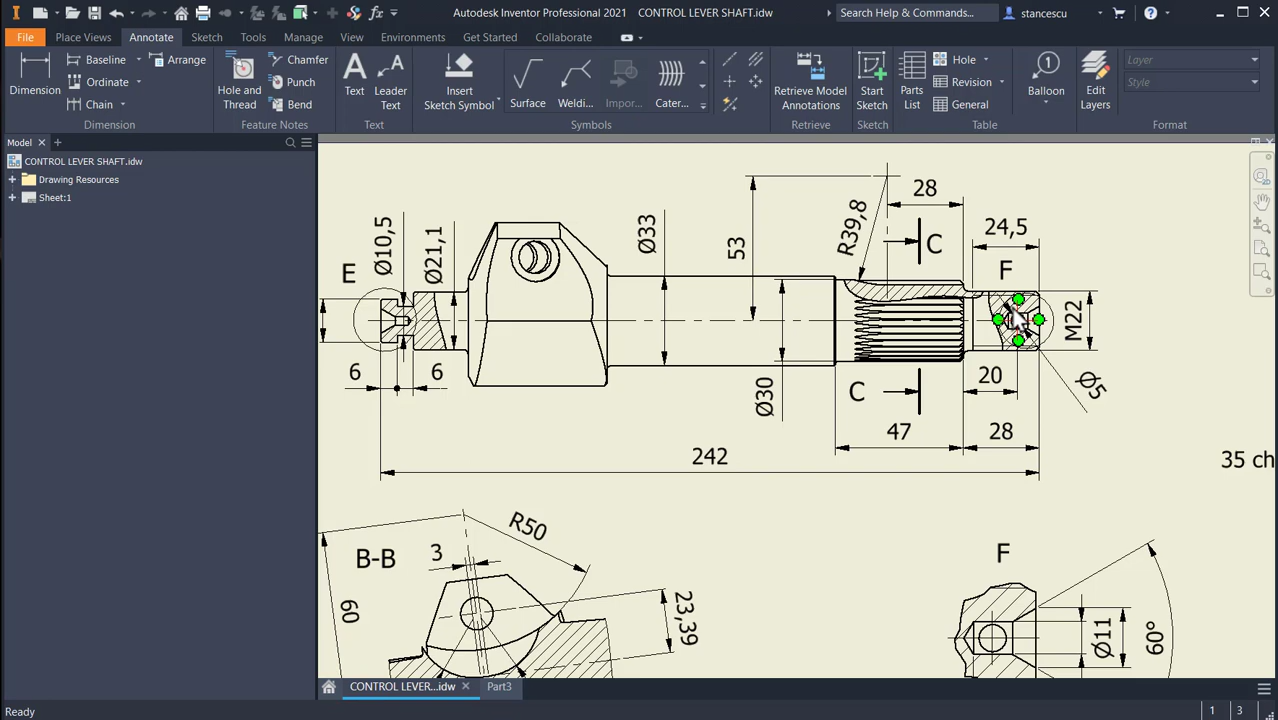 Autodesk Inventor Professional 2021 CONTROL LEVER SHAFT.idw
Search Help & Commands...
stancescu
File Place Views Annotate Sketch Tools Manage View Environments Get Started Collaborate
Dimension
Baseline
Ordinate
Chain
Arrange
Dimension
Hole and Thread
Chamfer
Punch
Bend
Feature Notes
Text
Leader Text
Text
Insert Sketch Symbol
Surface
Weldi...
Impor...
Cater...
Symbols
Retrieve Model Annotations
Retrieve
Start Sketch
Sketch
Parts List
Hole
Revision
General
Table
Balloon
Edit Layers
Layer
Style
Format
Model
CONTROL LEVER SHAFT.idw
Drawing Resources
Sheet:1
E
Ø10,5
Ø21,1
Ø33
53
R39,8
28
C
24,5
F
M22
6
6
Ø30
C
20
Ø5
47
28
242
35 ch
B-B
3
R50
60
23,39
F
Ø11
60°
CONTROL LEVER...idw
Part3
Ready
1
3